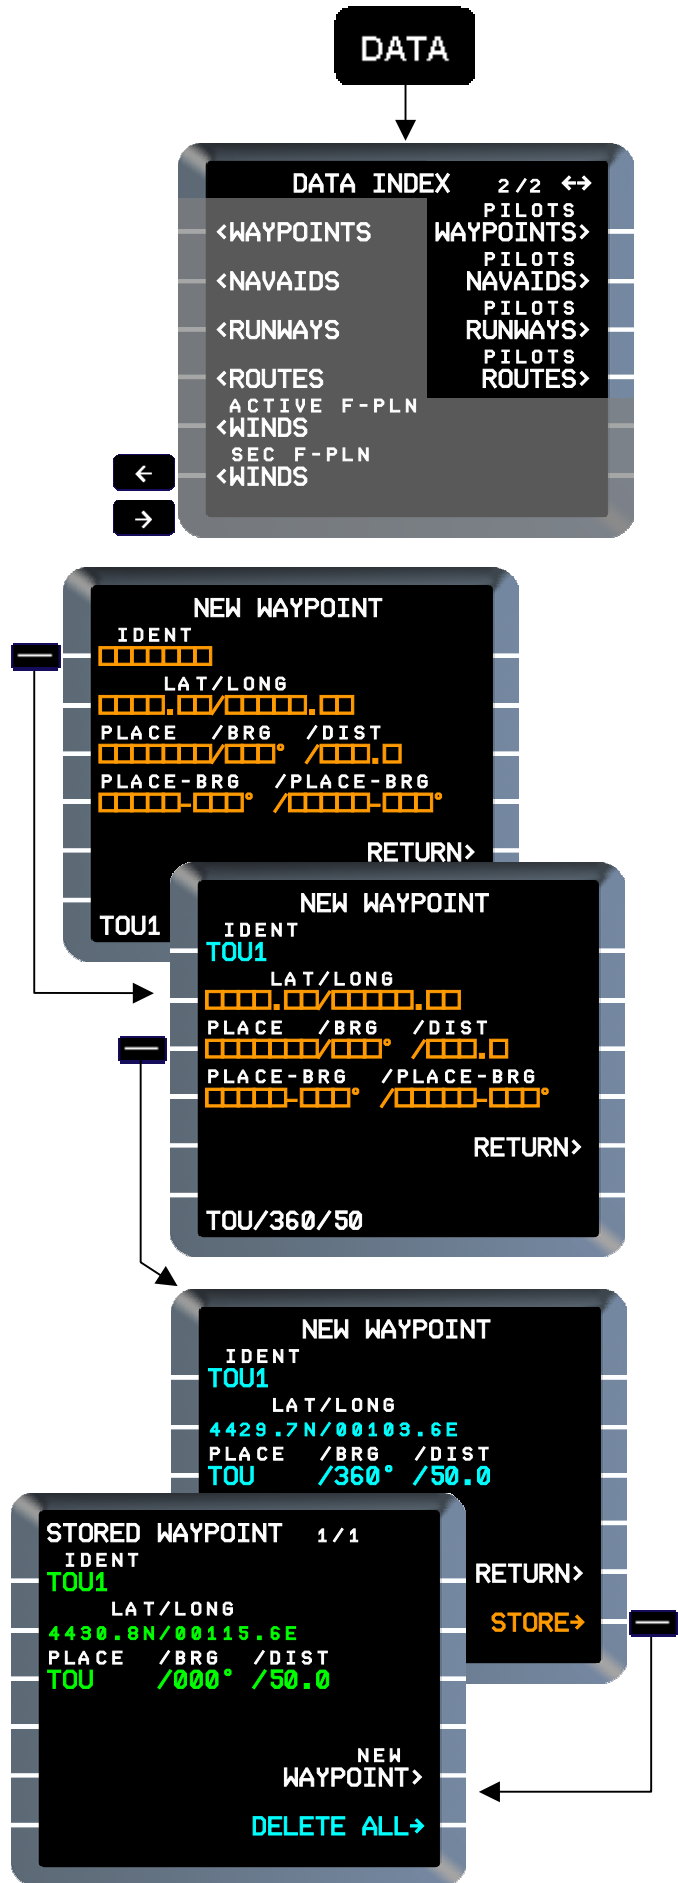 DATA
DATA INDEX 2/2 ←→
PILOTS
<WAYPOINTS WAYPOINTS>
PILOTS
<NAVAIDS NAVAIDS>
PILOTS
<RUNWAYS RUNWAYS>
PILOTS
<ROUTES ROUTES>
ACTIVE F-PLN
<WINDS
SEC F-PLN
<WINDS
←
→
NEW WAYPOINT
IDENT
□□□□□□□
LAT/LONG
□□□□.□□/□□□□□.□□
PLACE /BRG /DIST
□□□□□□□/□□□° /□□□.□
PLACE-BRG /PLACE-BRG
□□□□□-□□□° /□□□□□-□□□°
RETURN>
TOU1
NEW WAYPOINT
IDENT
TOU1
LAT/LONG
□□□□.□□/□□□□□.□□
PLACE /BRG /DIST
□□□□□□□/□□□° /□□□.□
PLACE-BRG /PLACE-BRG
□□□□□-□□□° /□□□□□-□□□°
RETURN>
TOU/360/50
NEW WAYPOINT
IDENT
TOU1
LAT/LONG
4429.7N/00103.6E
PLACE /BRG /DIST
TOU /360° /50.0
RETURN>
STORE→
STORED WAYPOINT 1/1
IDENT
TOU1
LAT/LONG
4430.8N/00115.6E
PLACE /BRG /DIST
TOU /000° /50.0
NEW
WAYPOINT>
DELETE ALL→